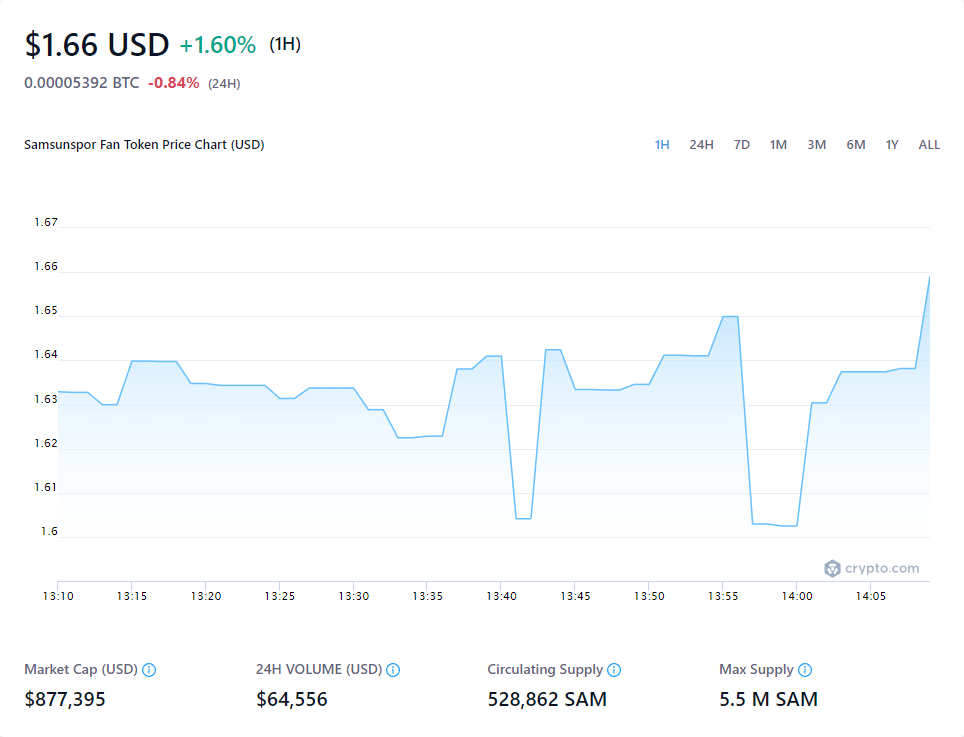 $1.66 USD +1.60% (1H)
0.00005392 BTC -0.84% (24H)
Samsunspor Fan Token Price Chart (USD) 1H 24H 7D 1M 3M 6M 1Y ALL
1.67
1.66
1.65
1.64
1.63
1.62
1.61
1.6
crypto.com
13:10 13:15 13:20 13:25 13:30 13:35 13:40 13:45 13:50 13:55 14:00 14:05
Market Cap (USD) 24H VOLUME (USD) Circulating Supply Max Supply
$877,395 $64,556 528,862 SAM 5.5 M SAM